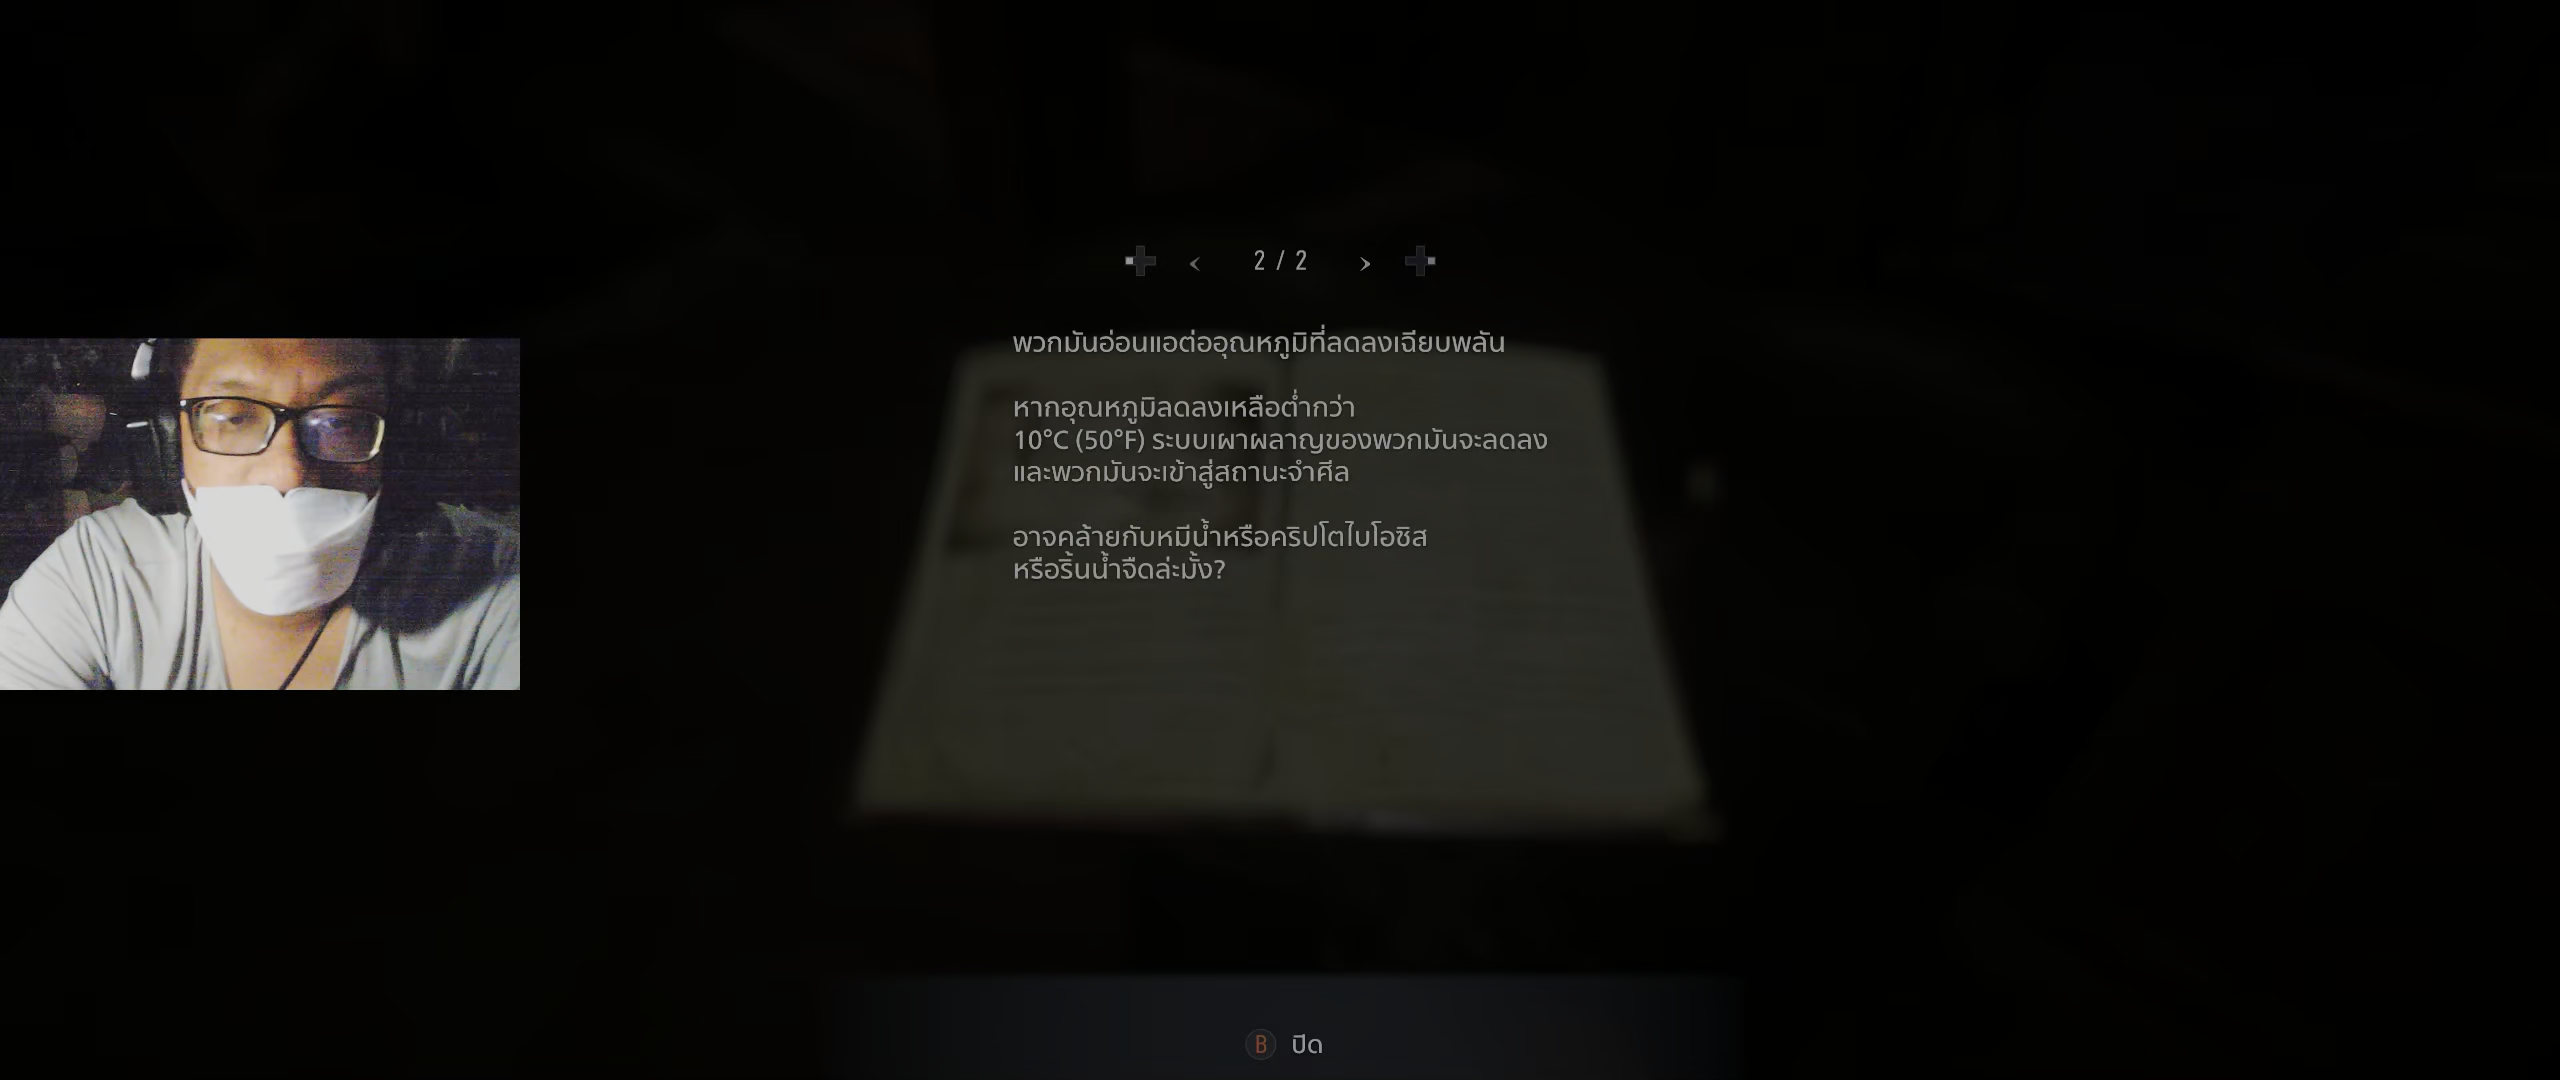 2 / 2
พวกมันอ่อนแอต่ออุณหภูมิที่ลดลงเฉียบพลัน
หากอุณหภูมิลดลงเหลือต่ำกว่า
10°C (50°F) ระบบเผาผลาญของพวกมันจะลดลง
และพวกมันจะเข้าสู่สถานะจำศีล
อาจคล้ายกับหมีน้ำหรือคริปโตไบโอซิส
หรือริ้นน้ำจืดล่ะมั้ง?
B ปิด